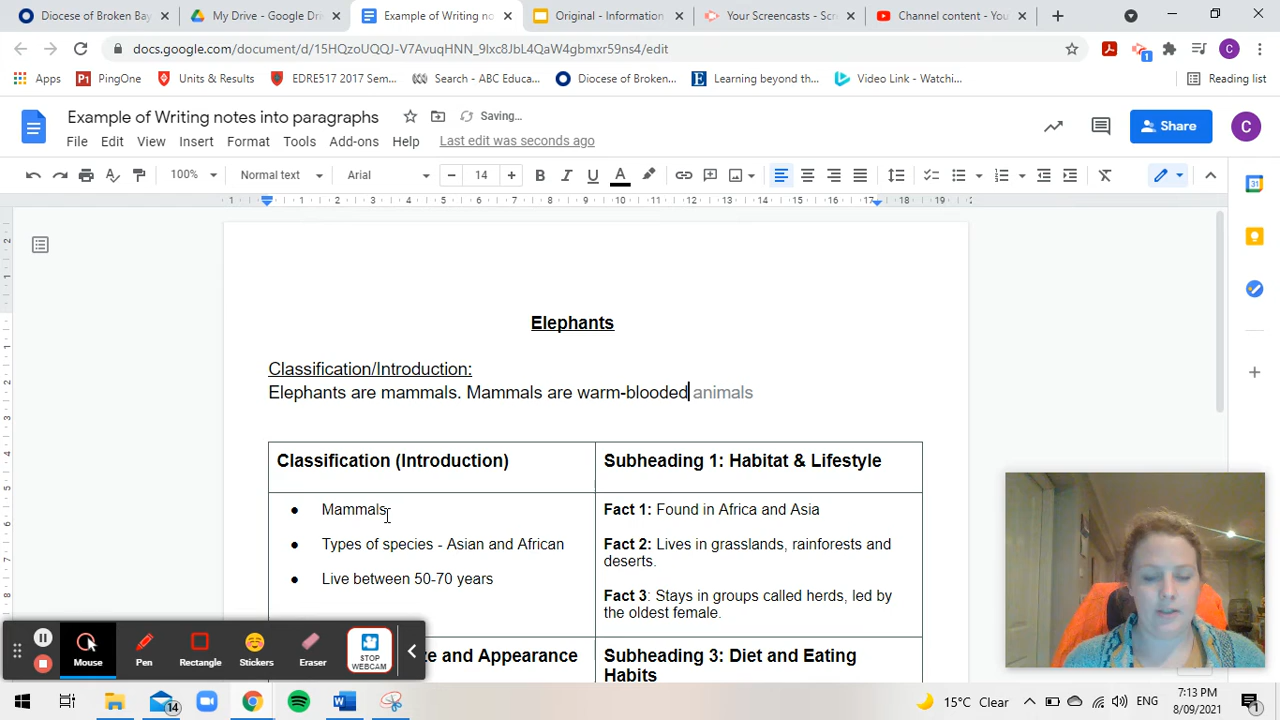 Diocese of Broken Bay
My Drive - Google Dri
Example of Writing no
Original - Information
Your Screencasts - Scr
Channel content - You
docs.google.com/document/d/15HQzoUQQJ-V7AvuqHNN_9lxc8JbL4QaW4gbmxr59ns4/edit
C
Apps
PingOne
Units & Results
EDRE517 2017 Sem...
Search - ABC Educa...
Diocese of Broken...
Learning beyond th...
Video Link - Watchi...
Reading list
Example of Writing notes into paragraphs
Saving...
Share
C
File Edit View Insert Format Tools Add-ons Help
Last edit was seconds ago
100% Normal text Arial 14
Elephants
Classification/Introduction:
Elephants are mammals. Mammals are warm-blooded animals
Classification (Introduction)
Subheading 1: Habitat & Lifestyle
Mammals
Types of species - Asian and African
Live between 50-70 years
Fact 1: Found in Africa and Asia
Fact 2: Lives in grasslands, rainforests and
deserts.
Fact 3: Stays in groups called herds, led by
the oldest female.
e and Appearance
Subheading 3: Diet and Eating
Habits
Mouse
Pen
Rectangle
Stickers
Eraser
STOP
WEBCAM
14
15°C Clear
ENG
7:13 PM
8/09/2021